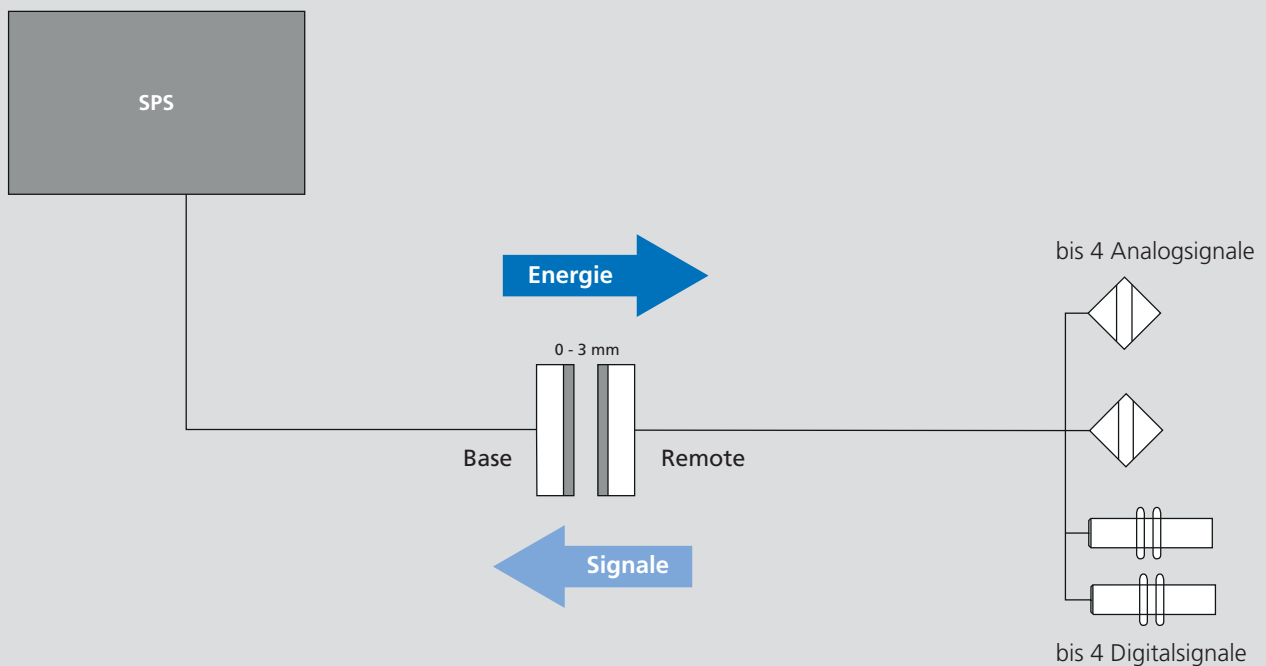 SPS
bis 4 Analogsignale
Energie
0 - 3 mm
Base
Remote
Signale
bis 4 Digitalsignale